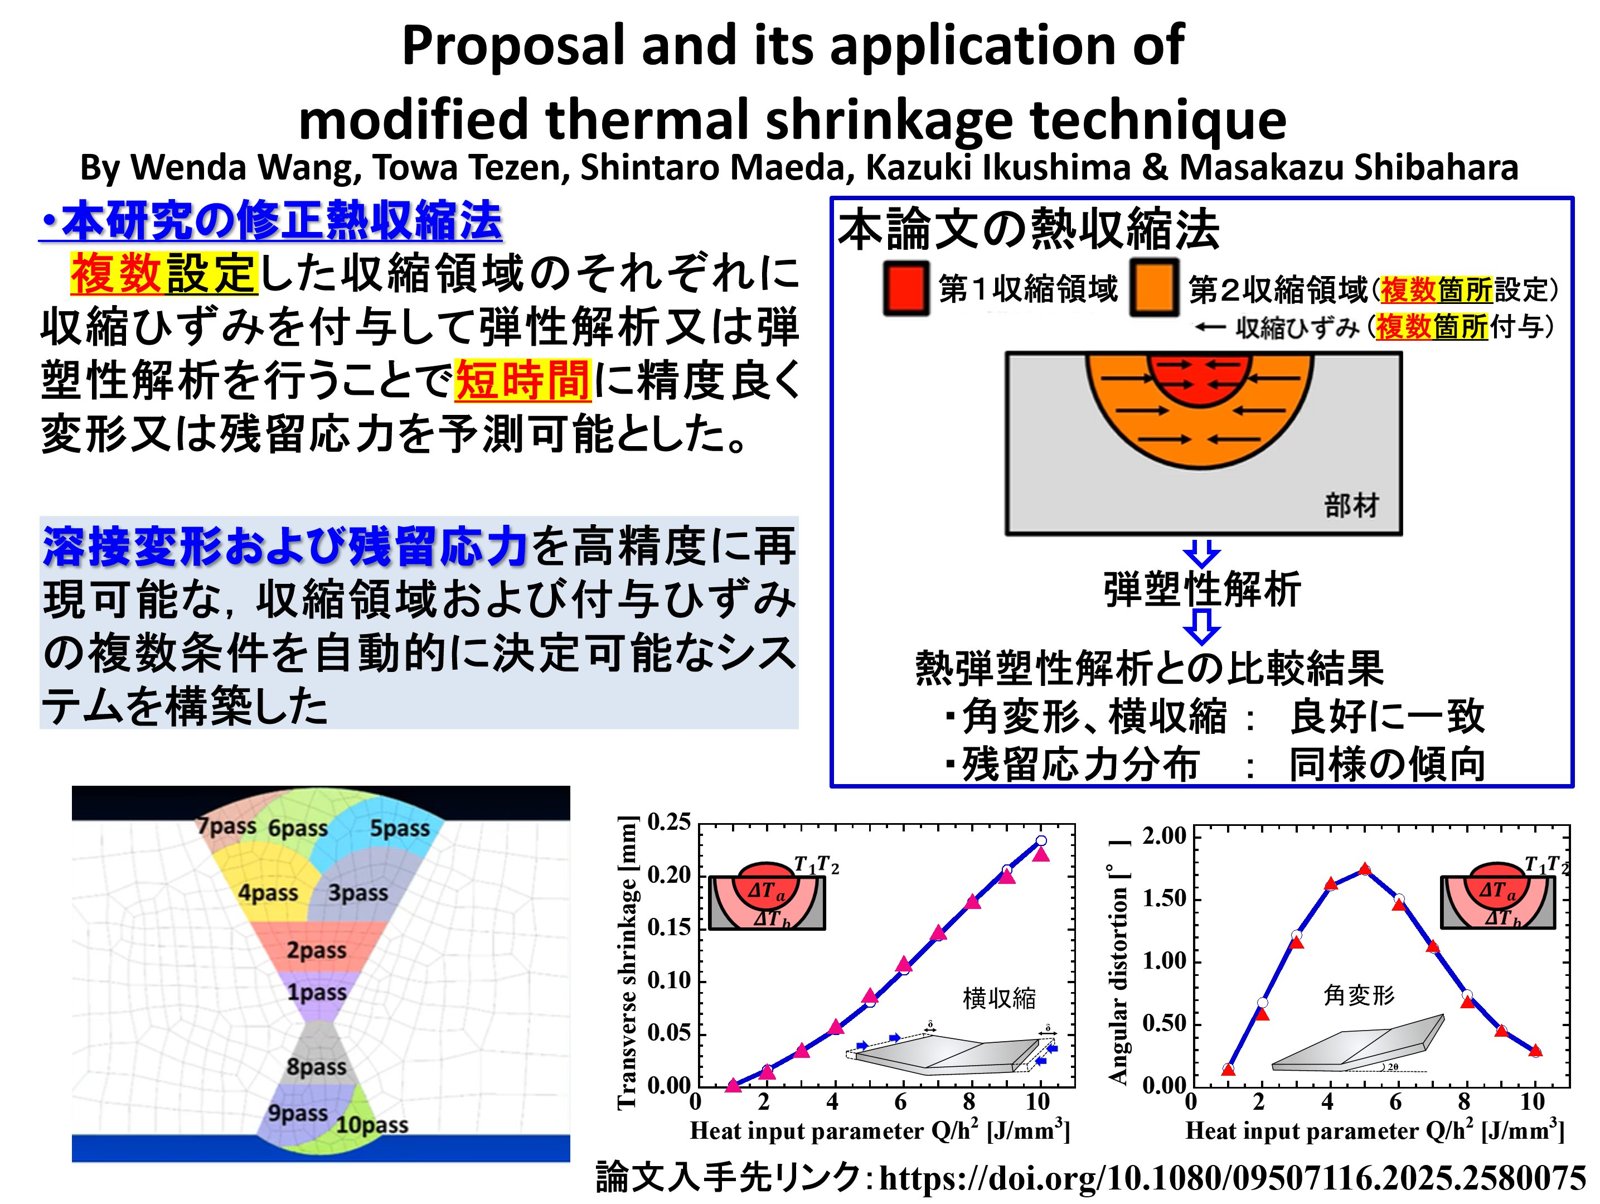 Proposal and its application of
modified thermal shrinkage technique
By Wenda Wang, Towa Tezen, Shintaro Maeda, Kazuki Ikushima & Masakazu Shibahara
・本研究の修正熱収縮法
複数設定した収縮領域のそれぞれに
収縮ひずみを付与して弾性解析又は弾
塑性解析を行うことで短時間に精度良く
変形又は残留応力を予測可能とした。
溶接変形および残留応力を高精度に再
現可能な，収縮領域および付与ひずみ
の複数条件を自動的に決定可能なシス
テムを構築した
本論文の熱収縮法
第１収縮領域
第２収縮領域（複数箇所設定）
← 収縮ひずみ（複数箇所付与）
部材
弾塑性解析
熱弾塑性解析との比較結果
・角変形、横収縮 ： 良好に一致
・残留応力分布 ： 同様の傾向
7pass 6pass 5pass
4pass 3pass
2pass
1pass
8pass
9pass 10pass
Transverse shrinkage [mm]
0.25
0.20
0.15
0.10
0.05
0.00
0 2 4 6 8 10
Heat input parameter Q/h² [J/mm³]
T₁T₂
ΔTₐ
ΔT_b
横収縮
δ
δ
Angular distortion [° ]
2.00
1.50
1.00
0.50
0.00
0 2 4 6 8 10
Heat input parameter Q/h² [J/mm³]
T₁T₂
ΔTₐ
ΔT_b
角変形
2θ
論文入手先リンク：https://doi.org/10.1080/09507116.2025.2580075